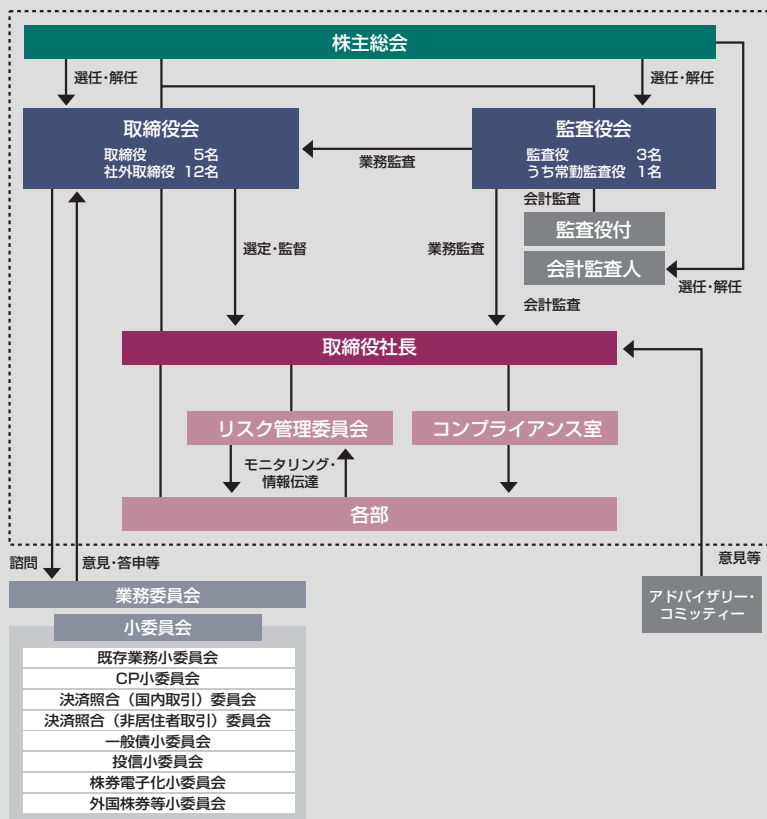 株主総会
選任・解任
選任・解任
取締役会
取締役 5名
社外取締役 12名
業務監査
監査役会
監査役 3名
うち常勤監査役 1名
会計監査
監査役付
会計監査人
選任・解任
選定・監督
業務監査
会計監査
取締役社長
リスク管理委員会
コンプライアンス室
モニタリング・
情報伝達
各部
諮問
意見・答申等
意見等
業務委員会
アドバイザリー・
コミッティー
小委員会
既存業務小委員会
CP小委員会
決済照合（国内取引）委員会
決済照合（非居住者取引）委員会
一般債小委員会
投信小委員会
株券電子化小委員会
外国株券等小委員会